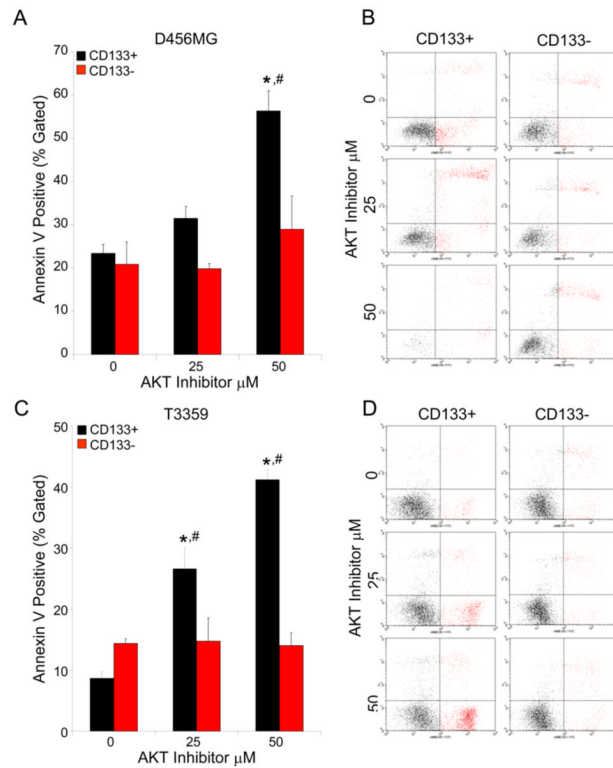 A
D456MG
CD133+
CD133-
Annexin V Positive (% Gated)
70
60
50
40
30
20
10
0
*,#
0 25 50
AKT Inhibitor μM
B
CD133+ CD133-
AKT Inhibitor μM
0
25
50
C
T3359
CD133+
CD133-
Annexin V Positive (% Gated)
50
40
30
20
10
0
*,#
*,#
0 25 50
AKT Inhibitor μM
D
CD133+ CD133-
AKT Inhibitor μM
0
25
50